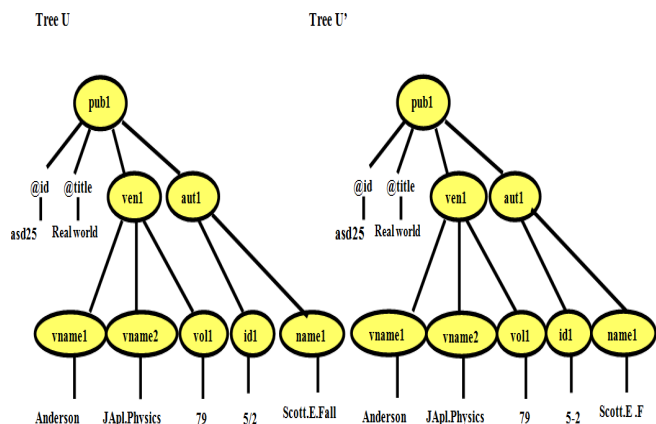 Tree U Tree U’
pub1 pub1
@id @title @id @title
ven1 aut1 ven1 aut1
asd25 Real world asd25 Real world
vname1 vname2 vol1 id1 name1 vname1 vname2 vol1 id1 name1
Anderson JApl.Physics 79 5/2 Scott.E.Fall Anderson JApl.Physics 79 5-2 Scott.E .F